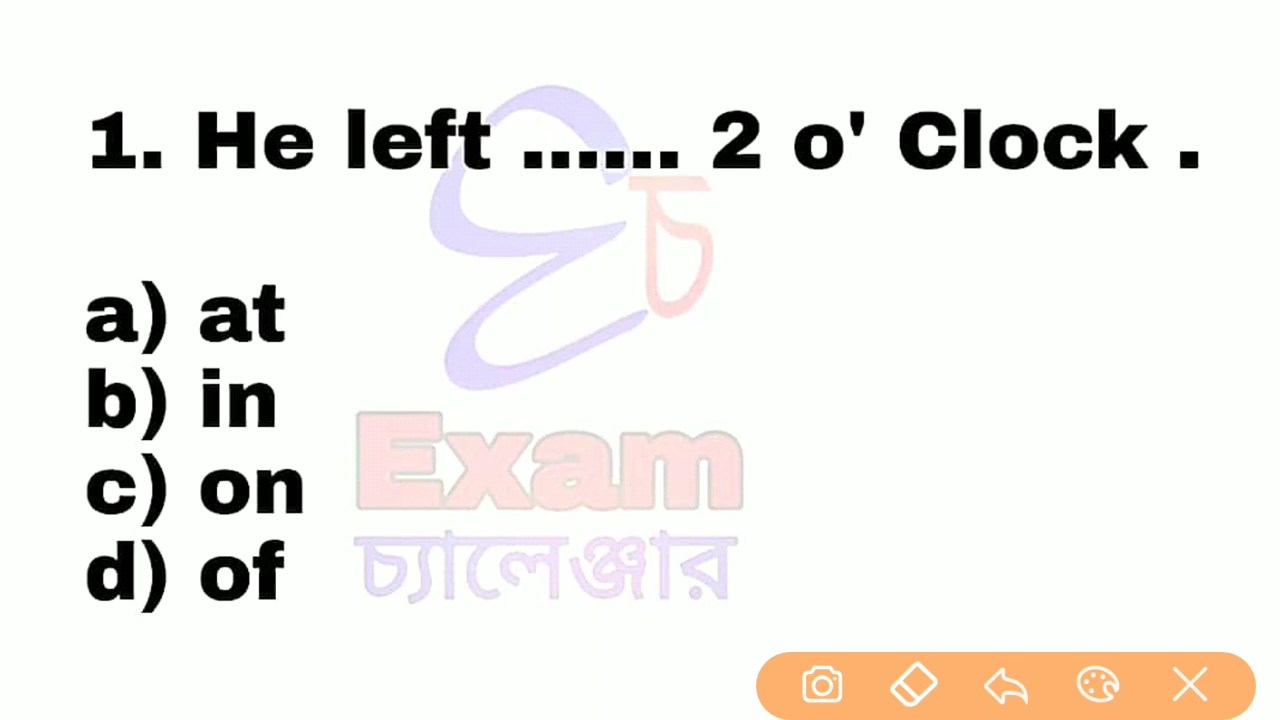 1. He left ...... 2 o' Clock .
a) at
b) in
c) on
d) of
চ
Exam
চ্যালেঞ্জার